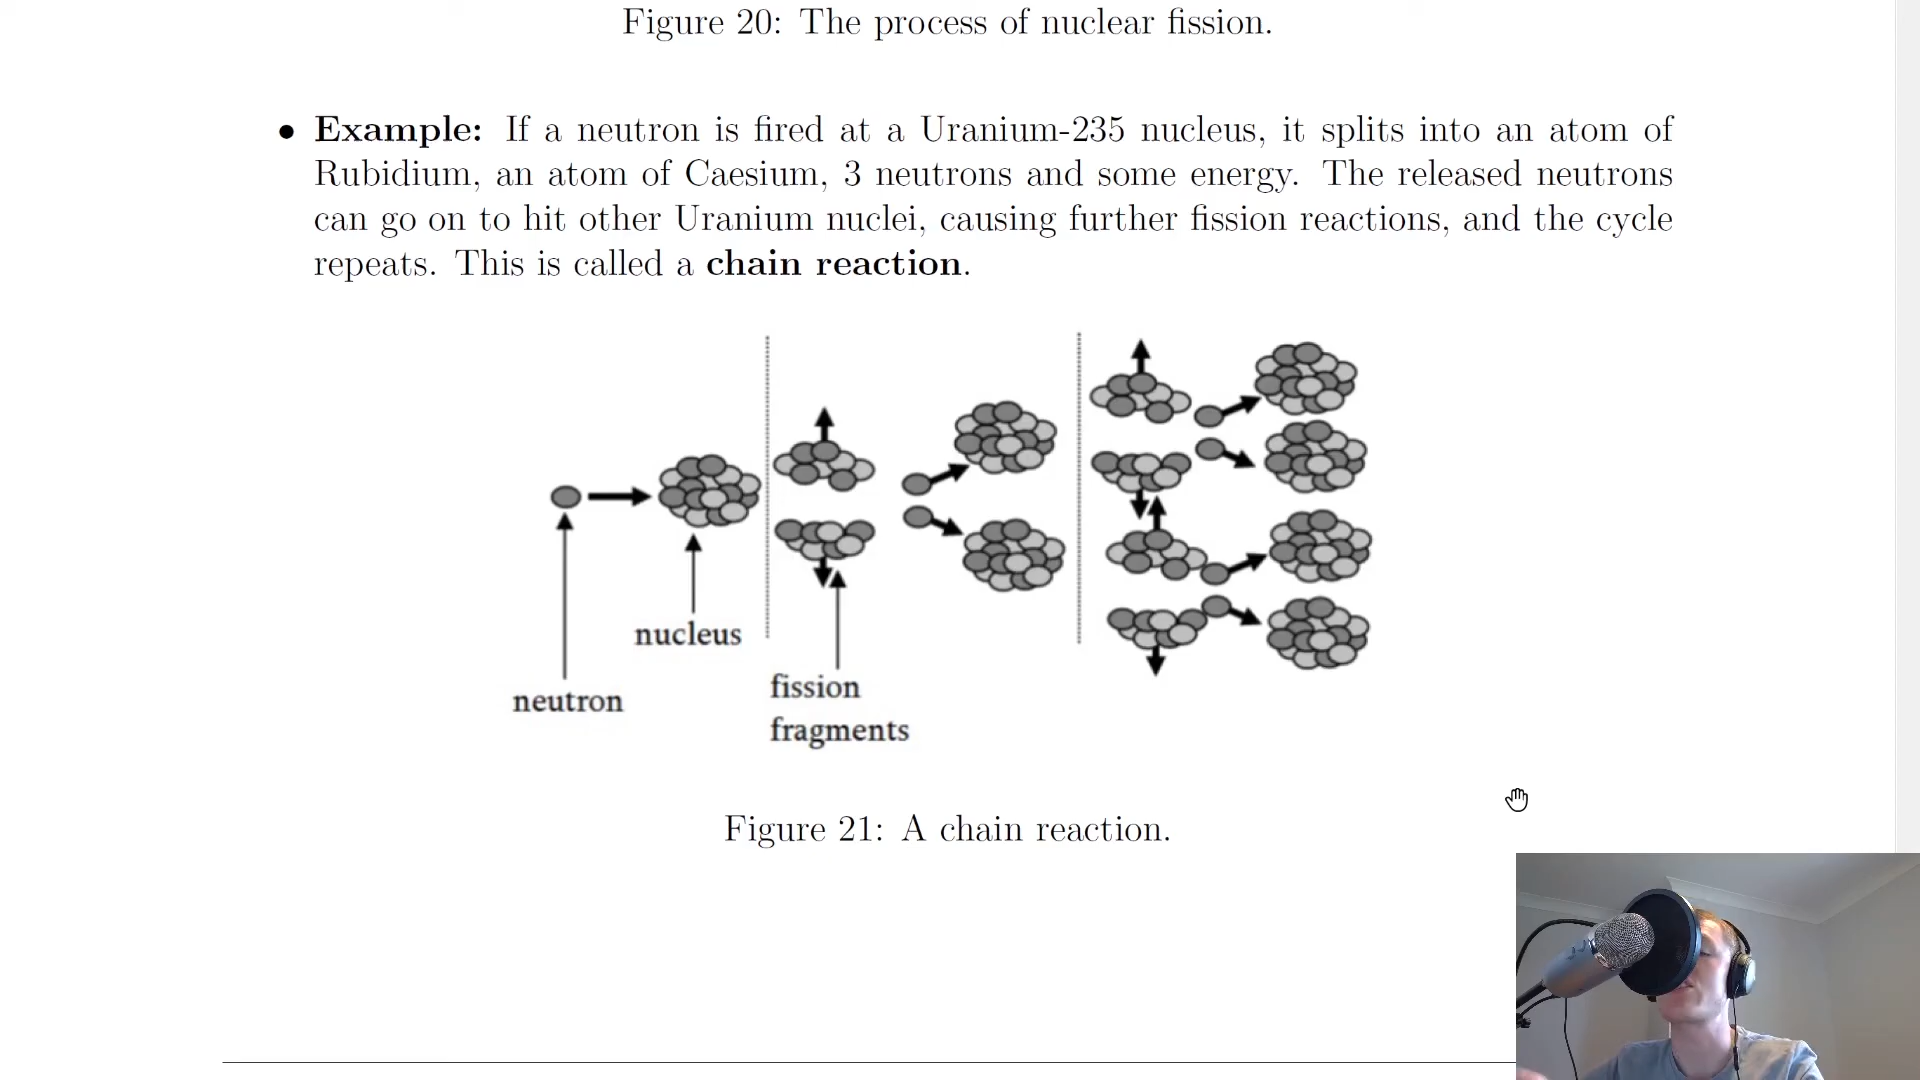 Figure 20: The process of nuclear fission.
• Example: If a neutron is fired at a Uranium-235 nucleus, it splits into an atom of
Rubidium, an atom of Caesium, 3 neutrons and some energy. The released neutrons
can go on to hit other Uranium nuclei, causing further fission reactions, and the cycle
repeats. This is called a chain reaction.
nucleus
neutron
fission
fragments
Figure 21: A chain reaction.